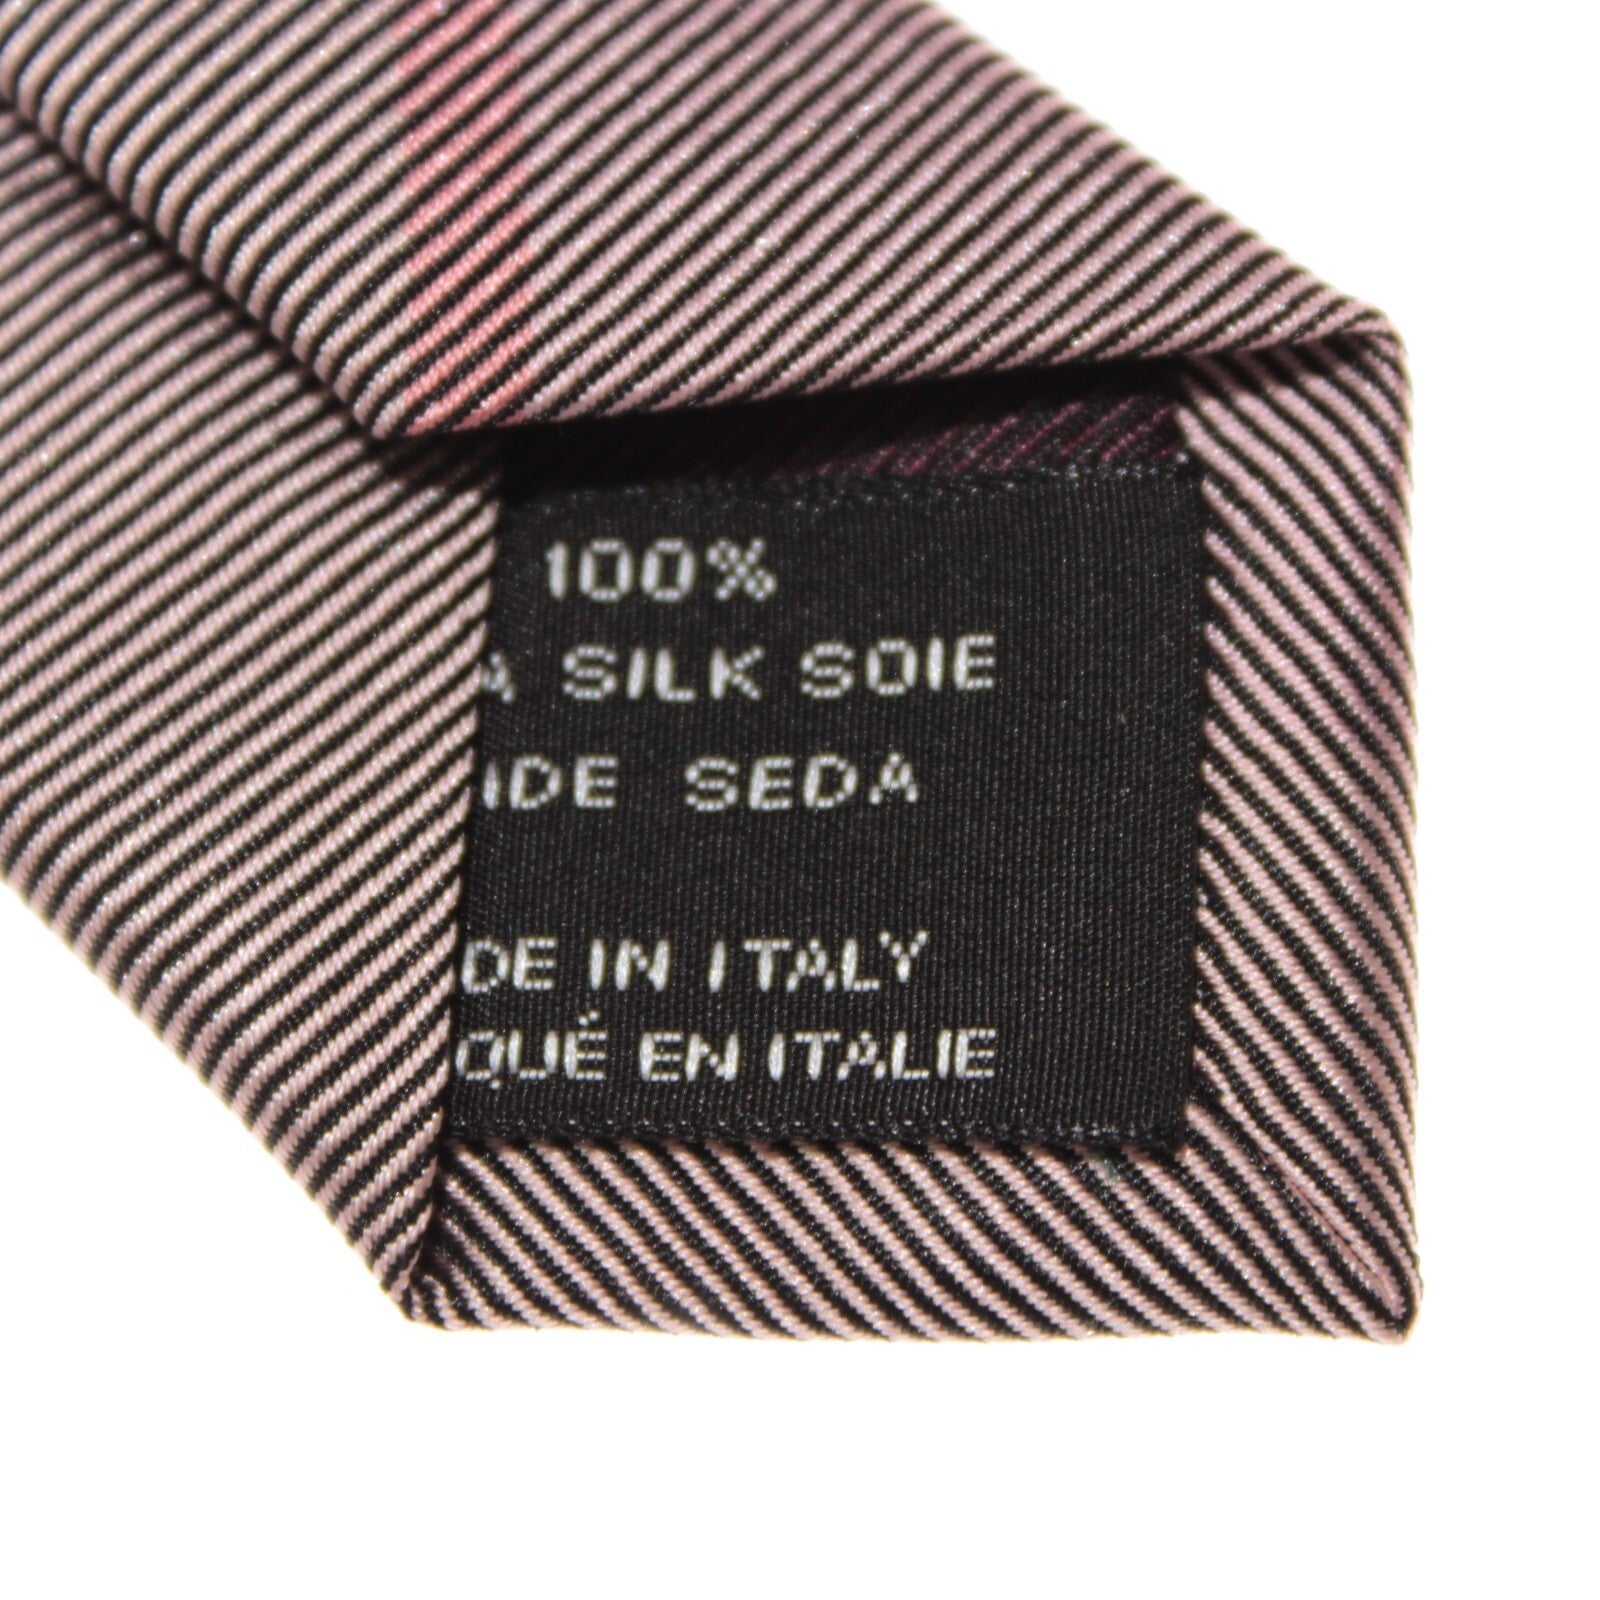 100%
A SILK SOIE
IDE SEDA
DE IN ITALY
QUÉ EN ITALIE